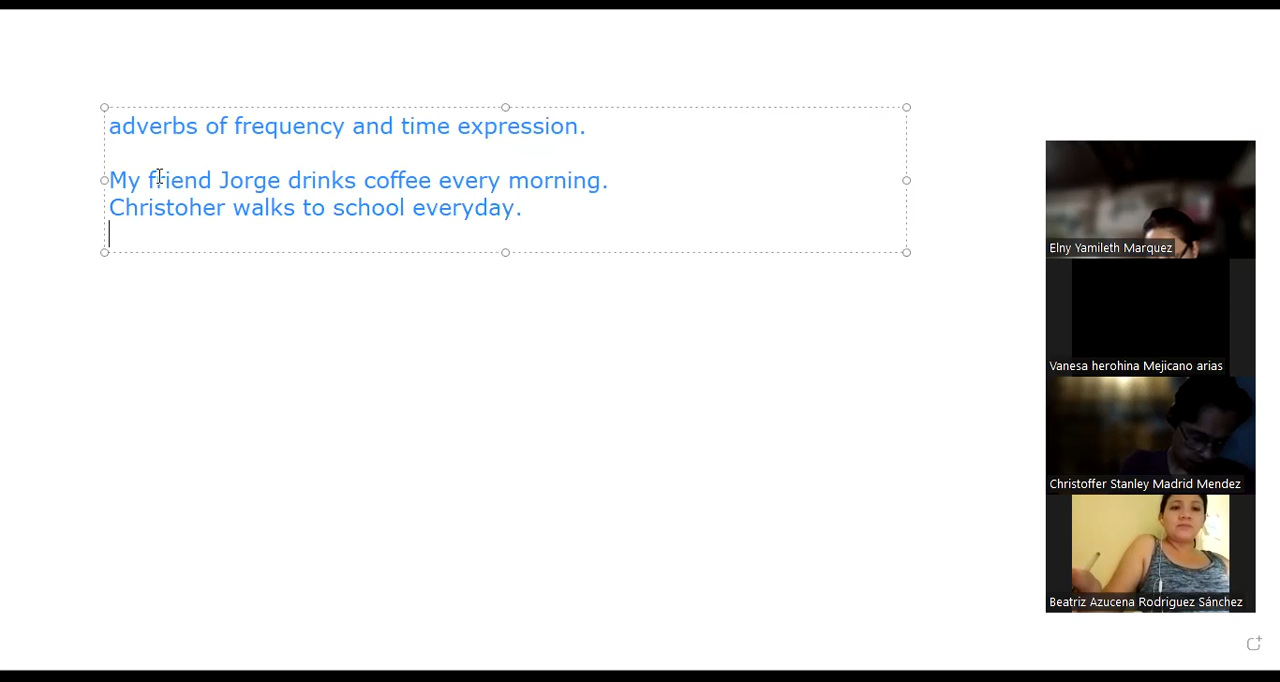 adverbs of frequency and time expression.
My friend Jorge drinks coffee every morning.
Christoher walks to school everyday.
Elny Yamileth Marquez
Vanesa herohina Mejicano arias
Christoffer Stanley Madrid Mendez
Beatriz Azucena Rodriguez Sánchez